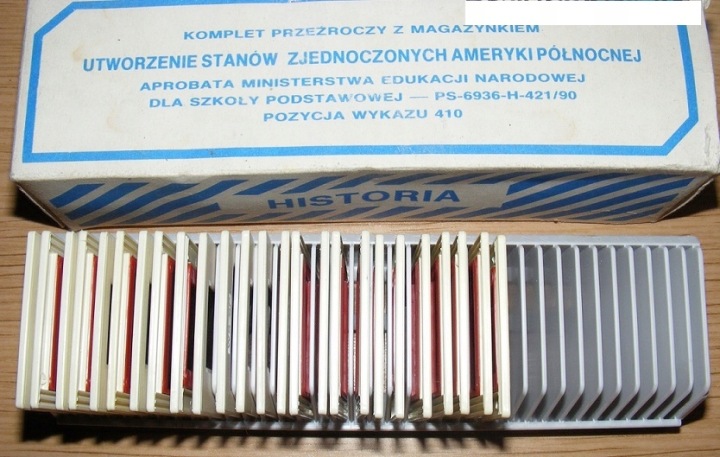 KOMPLET PRZEŹROCZY Z MAGAZYNKIEM
UTWORZENIE STANÓW ZJEDNOCZONYCH AMERYKI PÓŁNOCNEJ
APROBATA MINISTERSTWA EDUKACJI NARODOWEJ
DLA SZKOŁY PODSTAWOWEJ — PS-6936-H-421/90
POZYCJA WYKAZU 410
HISTORIA